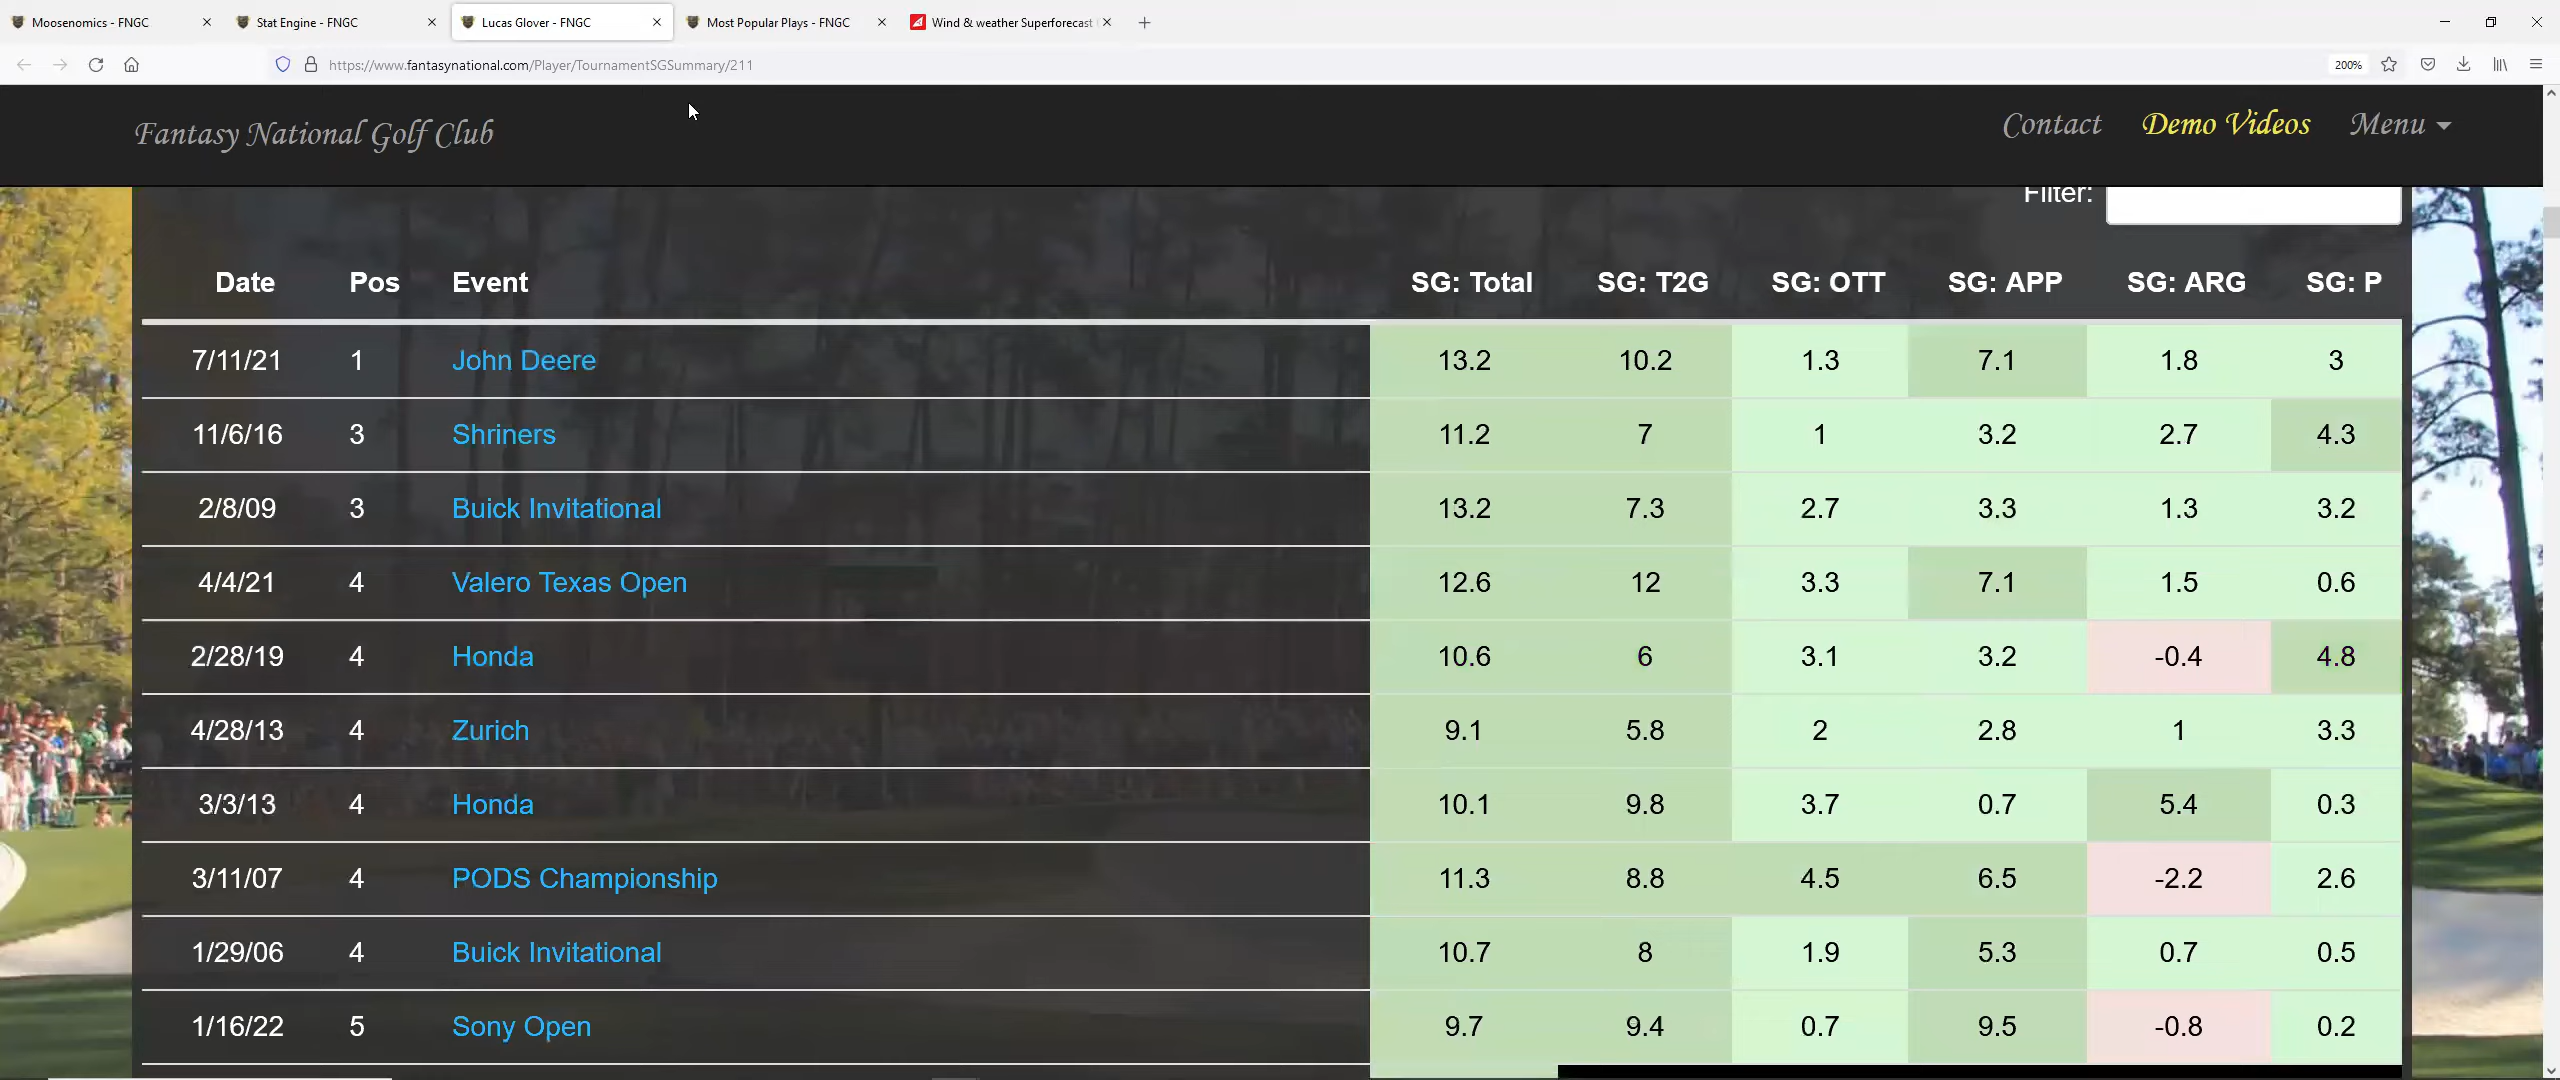 Moosenomics - FNGC
Stat Engine - FNGC
Lucas Glover - FNGC
Most Popular Plays - FNGC
Wind & weather Superforecast
https://www.fantasynational.com/Player/TournamentSGSummary/211
200%
Fantasy National Golf Club
Contact
Demo Videos
Menu
Filter:
Date Pos Event SG: Total SG: T2G SG: OTT SG: APP SG: ARG SG: P
7/11/21 1 John Deere 13.2 10.2 1.3 7.1 1.8 3
11/6/16 3 Shriners 11.2 7 1 3.2 2.7 4.3
2/8/09 3 Buick Invitational 13.2 7.3 2.7 3.3 1.3 3.2
4/4/21 4 Valero Texas Open 12.6 12 3.3 7.1 1.5 0.6
2/28/19 4 Honda 10.6 6 3.1 3.2 -0.4 4.8
4/28/13 4 Zurich 9.1 5.8 2 2.8 1 3.3
3/3/13 4 Honda 10.1 9.8 3.7 0.7 5.4 0.3
3/11/07 4 PODS Championship 11.3 8.8 4.5 6.5 -2.2 2.6
1/29/06 4 Buick Invitational 10.7 8 1.9 5.3 0.7 0.5
1/16/22 5 Sony Open 9.7 9.4 0.7 9.5 -0.8 0.2